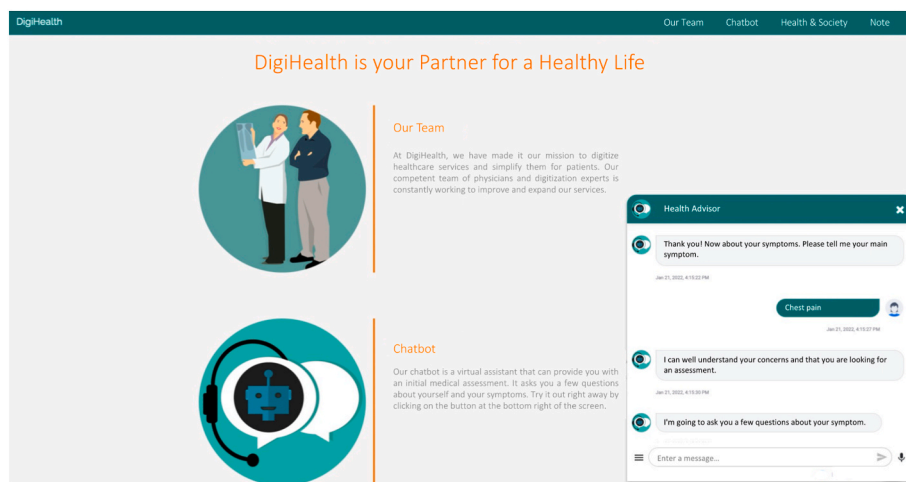 DigiHealth
Our Team Chatbot Health & Society Note
DigiHealth is your Partner for a Healthy Life
Our Team
At DigiHealth, we have made it our mission to digitize
healthcare services and simplify them for patients. Our
competent team of physicians and digitization experts is
constantly working to improve and expand our services.
Chatbot
Our chatbot is a virtual assistant that can provide you with
an initial medical assessment. It asks you a few questions
about yourself and your symptoms. Try it out right away by
clicking on the button at the bottom right of the screen.
Health Advisor
Thank you! Now about your symptoms. Please tell me your main
symptom.
Jan 21, 2022, 4:15:22 PM
Chest pain
Jan 21, 2022, 4:15:27 PM
I can well understand your concerns and that you are looking for
an assessment.
Jan 21, 2022, 4:15:30 PM
I'm going to ask you a few questions about your symptom.
Enter a message...